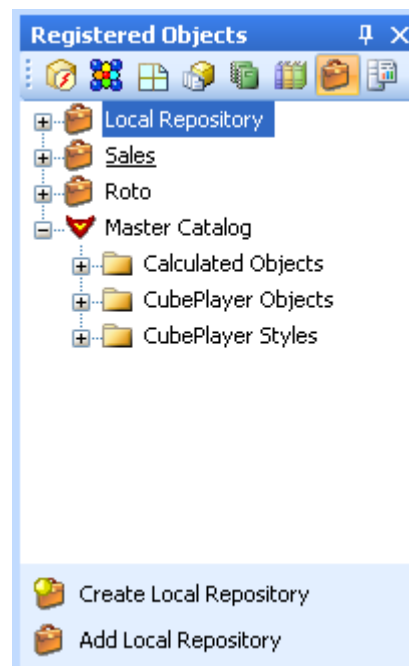 Registered Objects
Local Repository
Sales
Roto
Master Catalog
Calculated Objects
CubePlayer Objects
CubePlayer Styles
Create Local Repository
Add Local Repository